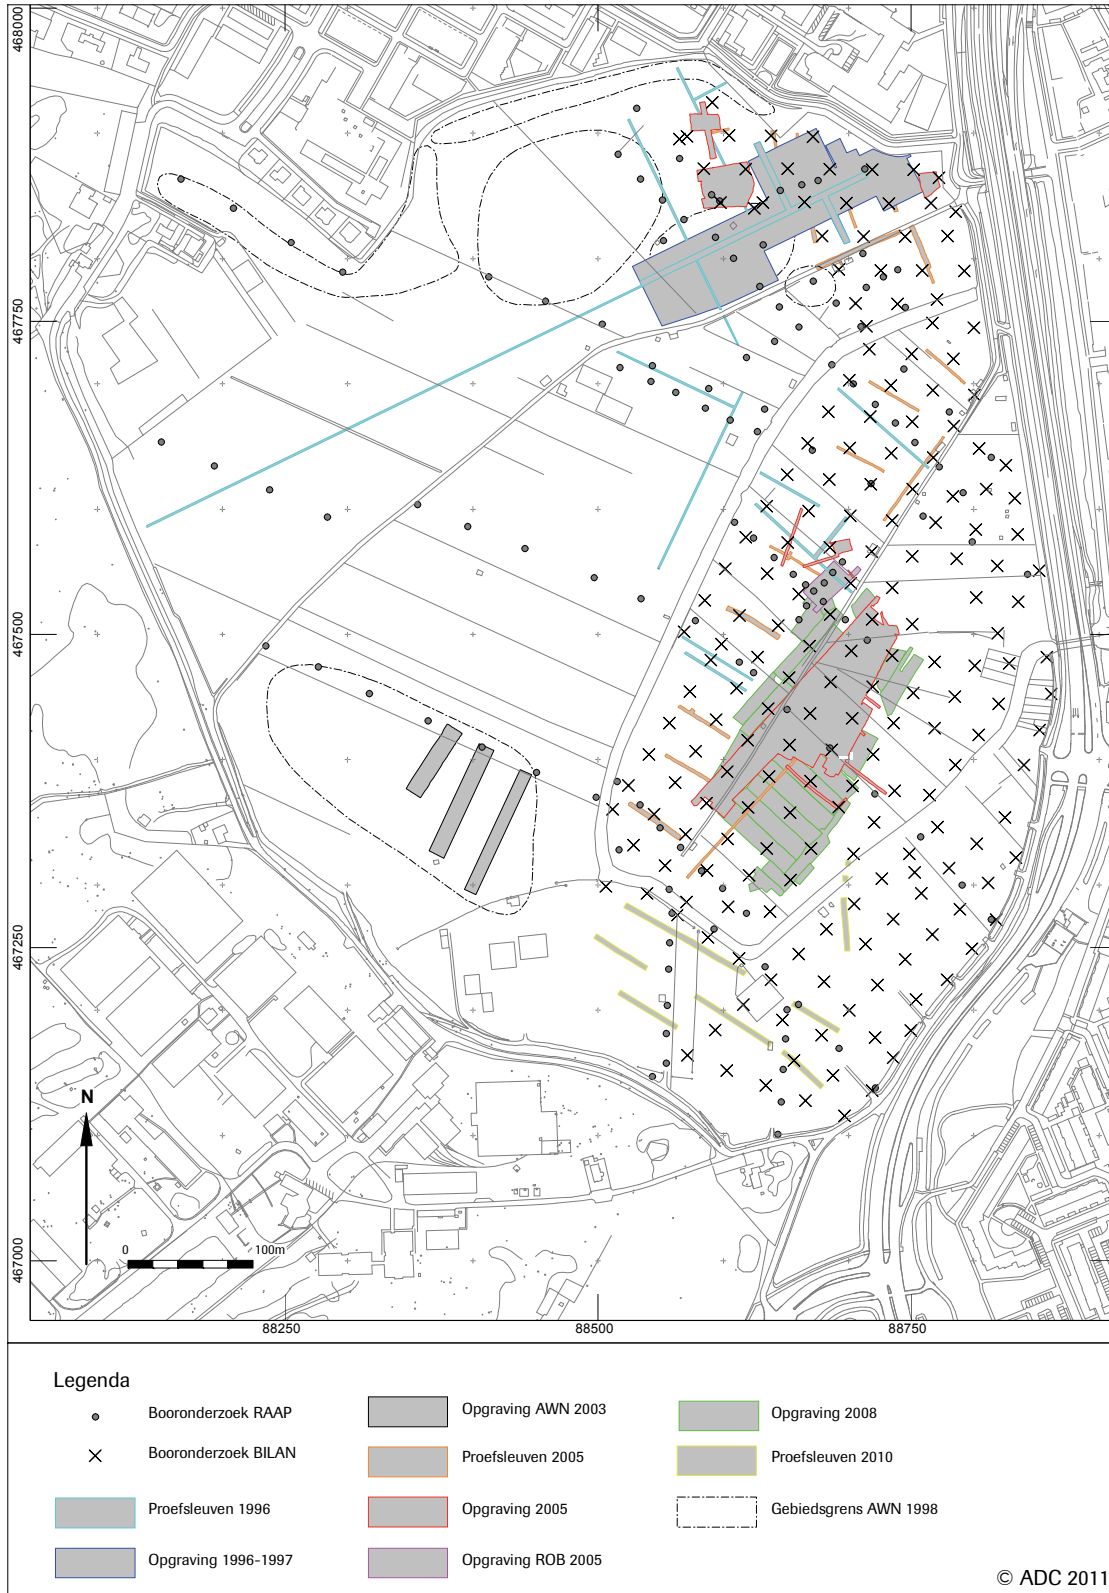 468000
467750
467500
467250
467000
N
0 100m
88250 88500 88750
Legenda
Booronderzoek RAAP
Booronderzoek BILAN
Proefsleuven 1996
Opgraving 1996-1997
Opgraving AWN 2003
Proefsleuven 2005
Opgraving 2005
Opgraving ROB 2005
Opgraving 2008
Proefsleuven 2010
Gebiedsgrens AWN 1998
© ADC 2011